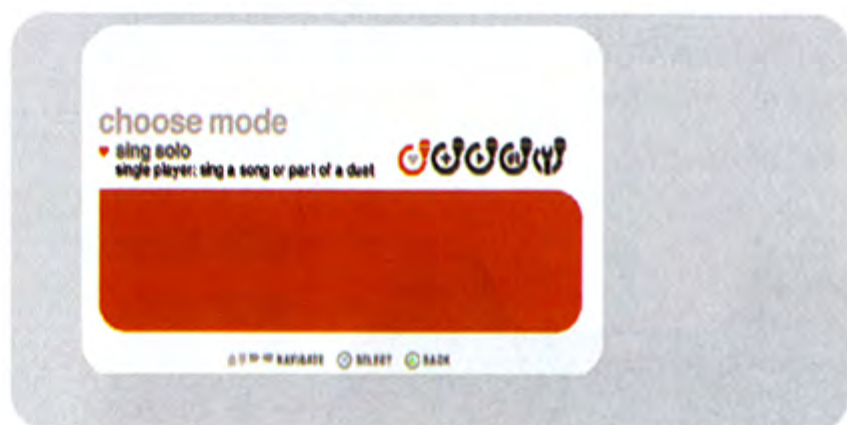 choose mode
♥ sing solo
single player: sing a song or part of a duet
NAVIGATE SELECT BACK